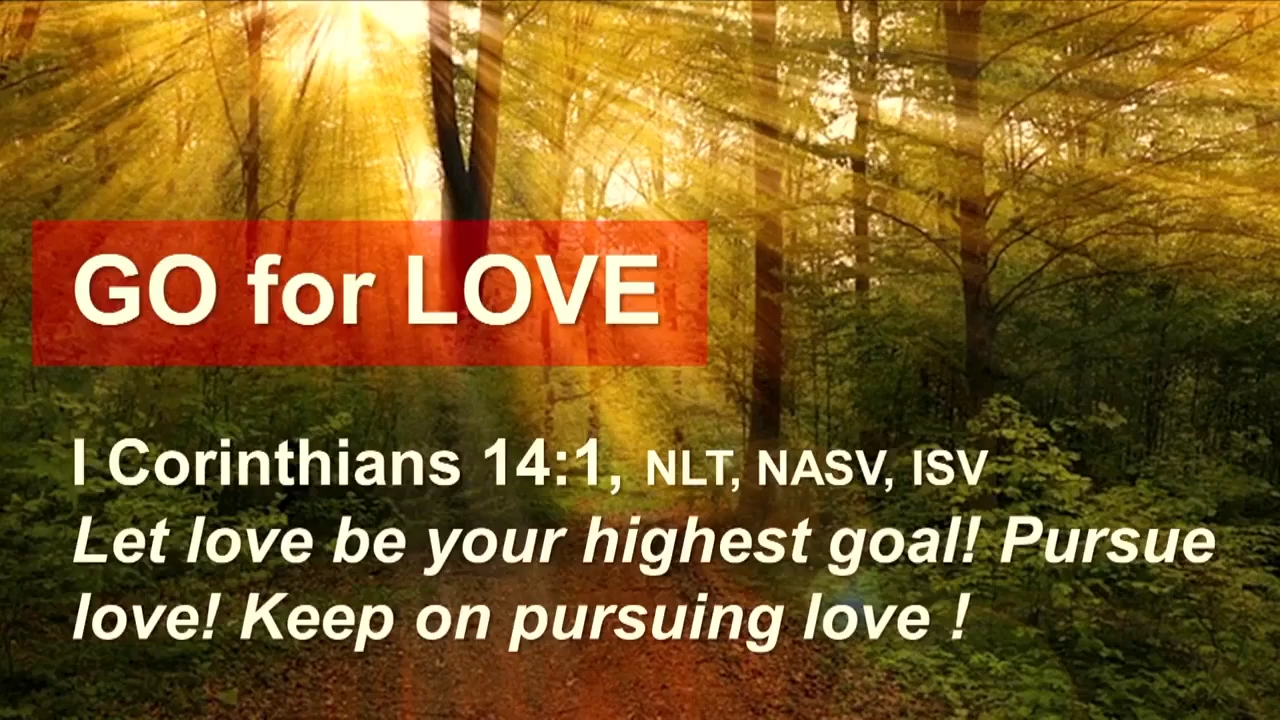 GO for LOVE
I Corinthians 14:1, NLT, NASV, ISV
Let love be your highest goal! Pursue
love! Keep on pursuing love !